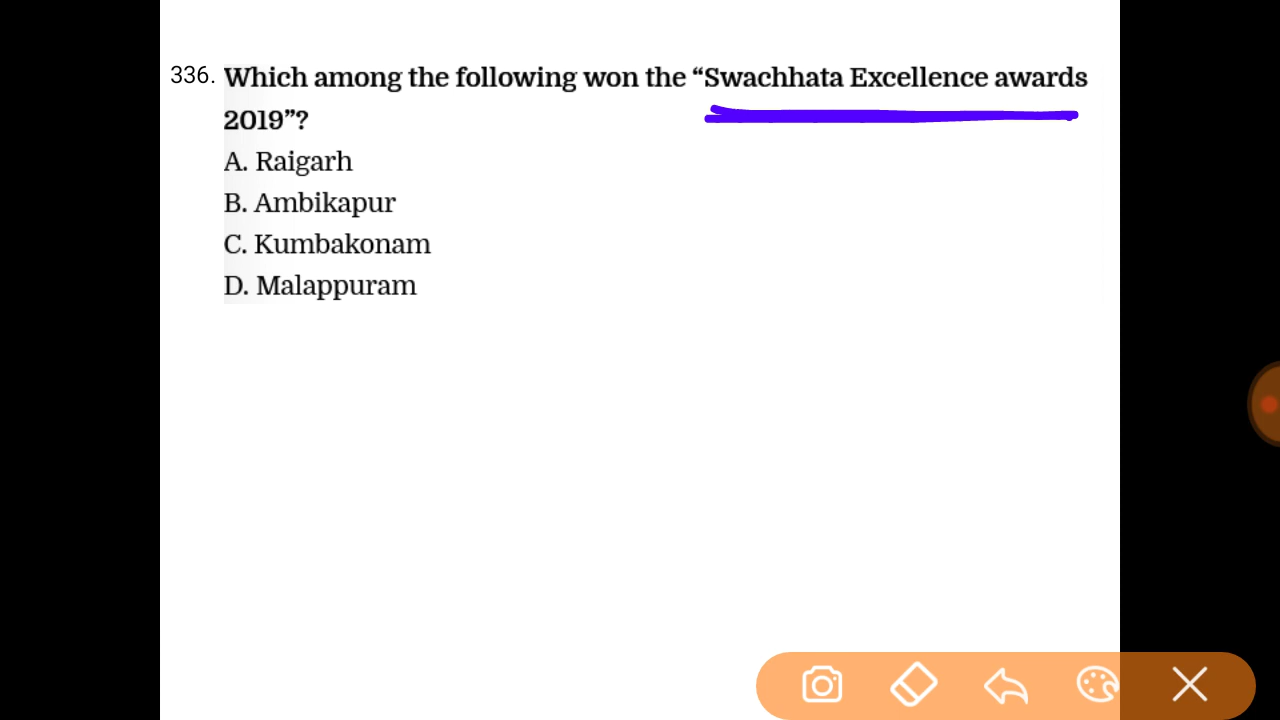 336. Which among the following won the “Swachhata Excellence awards
2019”?
A. Raigarh
B. Ambikapur
C. Kumbakonam
D. Malappuram